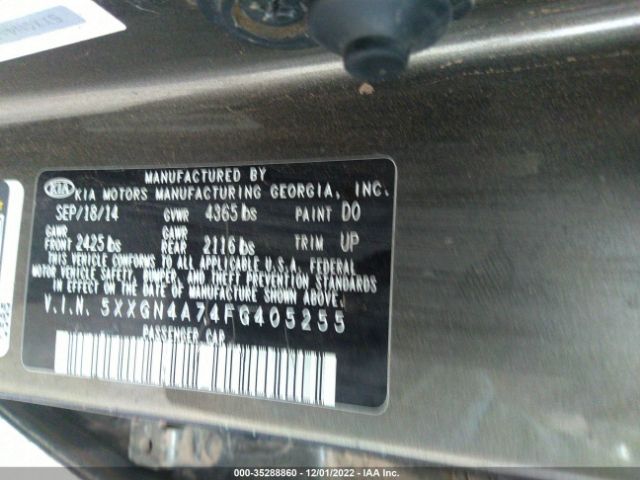 KIA
MANUFACTURED BY
KIA MOTORS MANUFACTURING GEORGIA, INC.
SEP/18/14 GVWR 4365 lbs PAINT DO
GAWR GAWR
FRONT 2425 lbs REAR 2116 lbs TRIM UP
THIS VEHICLE CONFORMS TO ALL APPLICABLE U.S.A. FEDERAL
MOTOR VEHICLE SAFETY, BUMPER, AND THEFT PREVENTION STANDARDS
IN EFFECT ON THE DATE OF MANUFACTURE SHOWN ABOVE.
V.I.N. 5XXGN4A74FG405255
PASSENGER CAR
000-35288860 - 12/01/2022 - IAA Inc.